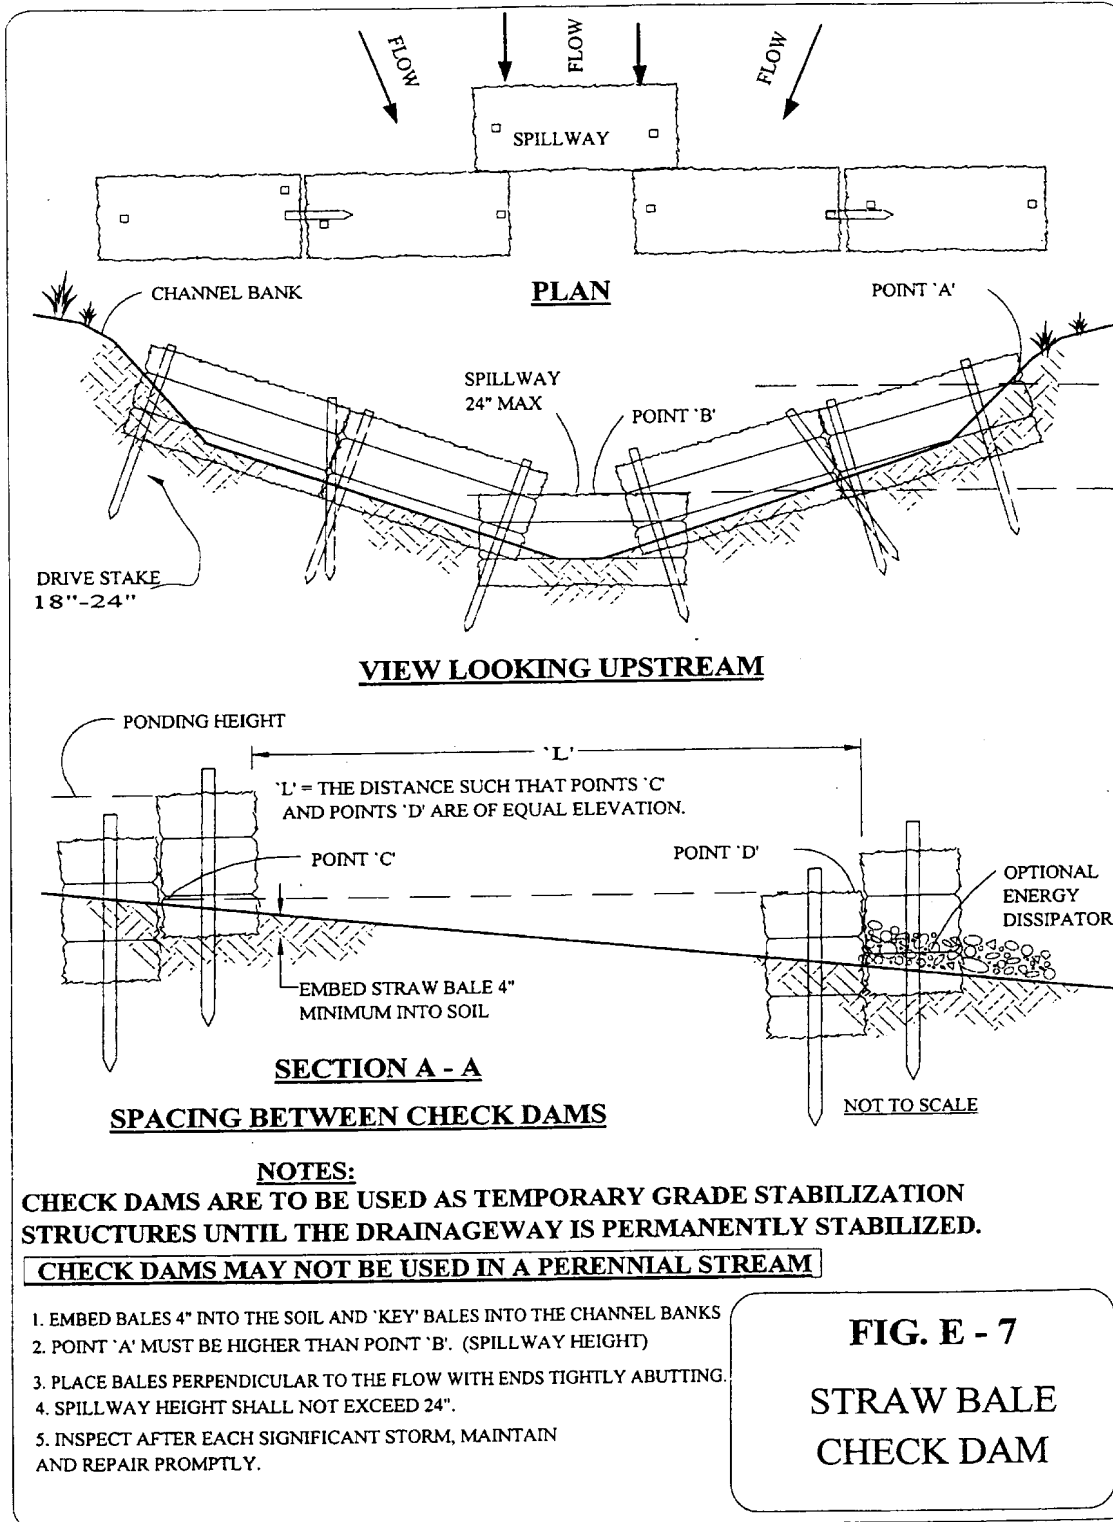 FLOW
FLOW
FLOW
SPILLWAY
PLAN
CHANNEL BANK
POINT `A'
SPILLWAY
24" MAX
POINT `B'
DRIVE STAKE
18"-24"
VIEW LOOKING UPSTREAM
PONDING HEIGHT
`L'
`L' = THE DISTANCE SUCH THAT POINTS `C'
AND POINTS `D' ARE OF EQUAL ELEVATION.
POINT `C'
POINT `D'
OPTIONAL
ENERGY
DISSIPATOR
EMBED STRAW BALE 4"
MINIMUM INTO SOIL
SECTION A - A
SPACING BETWEEN CHECK DAMS
NOT TO SCALE
NOTES:
CHECK DAMS ARE TO BE USED AS TEMPORARY GRADE STABILIZATION
STRUCTURES UNTIL THE DRAINAGEWAY IS PERMANENTLY STABILIZED.
CHECK DAMS MAY NOT BE USED IN A PERENNIAL STREAM
1. EMBED BALES 4" INTO THE SOIL AND `KEY' BALES INTO THE CHANNEL BANKS
2. POINT `A' MUST BE HIGHER THAN POINT `B'. (SPILLWAY HEIGHT)
3. PLACE BALES PERPENDICULAR TO THE FLOW WITH ENDS TIGHTLY ABUTTING.
4. SPILLWAY HEIGHT SHALL NOT EXCEED 24".
5. INSPECT AFTER EACH SIGNIFICANT STORM, MAINTAIN
AND REPAIR PROMPTLY.
FIG. E - 7
STRAW BALE
CHECK DAM